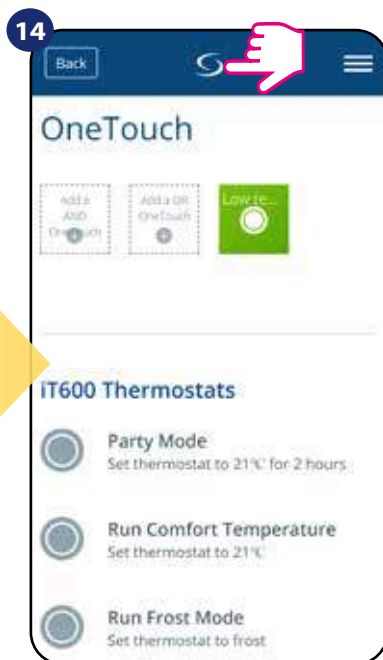 14
Back
OneTouch
Add a
AND
OneTouch
Add a OR
OneTouch
Low te...
iT600 Thermostats
Party Mode
Set thermostat to 21°C for 2 hours
Run Comfort Temperature
Set thermostat to 21°C
Run Frost Mode
Set thermostat to frost